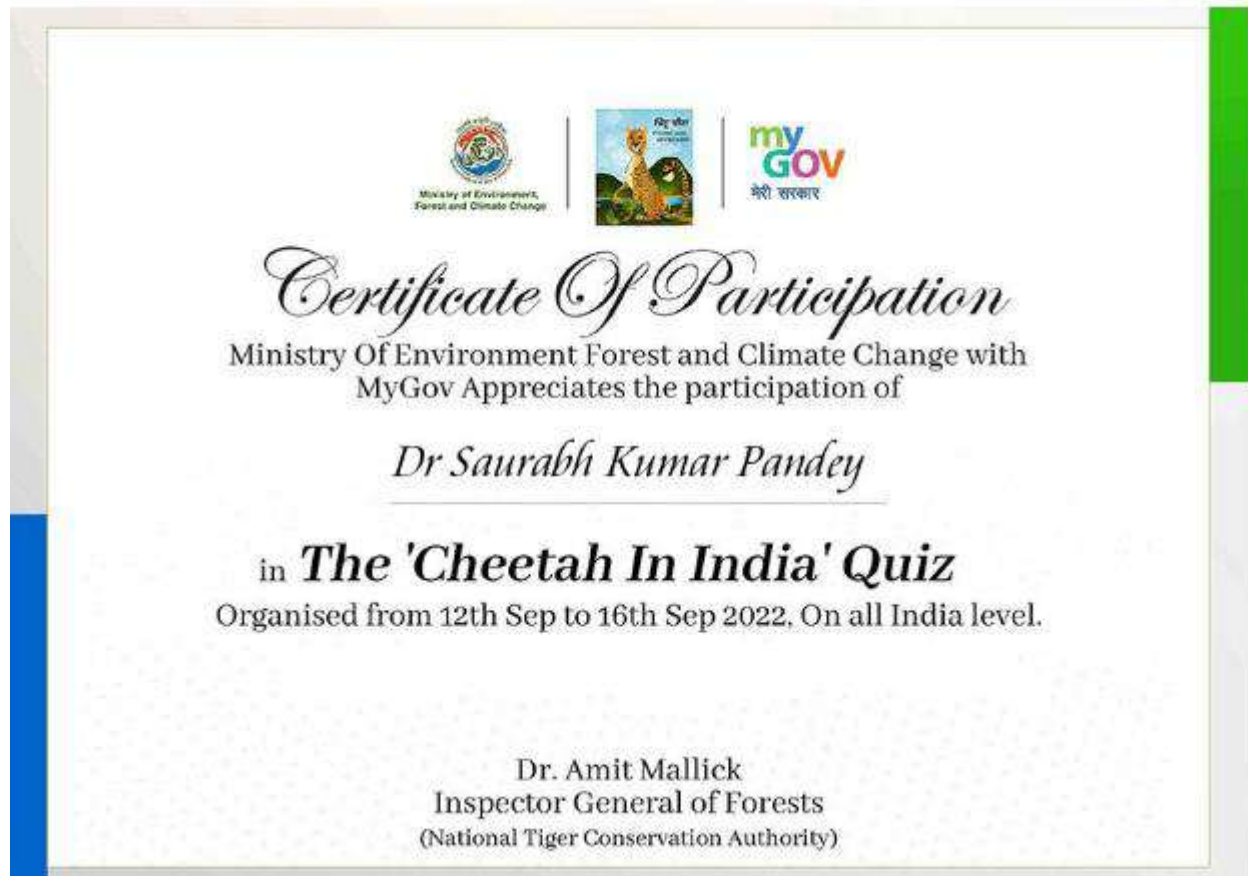 Ministry of Environment,
Forest and Climate Change
my
GOV
मेरी सरकार
Certificate Of Participation
Ministry Of Environment Forest and Climate Change with
MyGov Appreciates the participation of
Dr Saurabh Kumar Pandey
in The 'Cheetah In India' Quiz
Organised from 12th Sep to 16th Sep 2022, On all India level.
Dr. Amit Mallick
Inspector General of Forests
(National Tiger Conservation Authority)